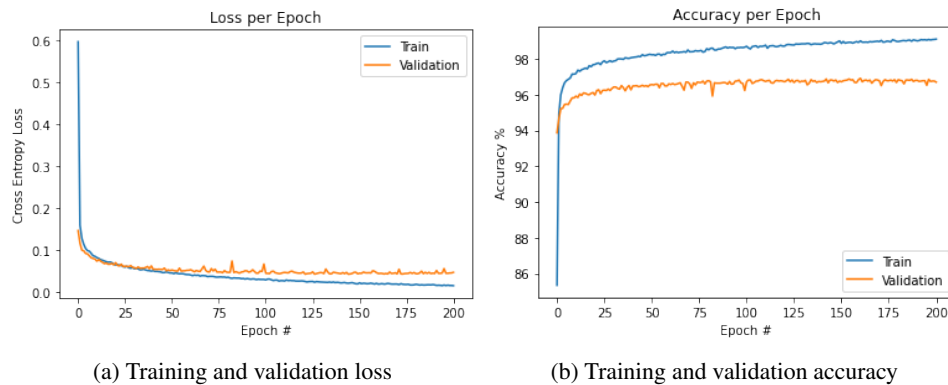 Loss per Epoch
0.6
0.5
0.4
0.3
0.2
0.1
0.0
Cross Entropy Loss
Train
Validation
0 25 50 75 100 125 150 175 200
Epoch #
(a) Training and validation loss
Accuracy per Epoch
98
96
94
92
90
88
86
Accuracy %
Train
Validation
0 25 50 75 100 125 150 175 200
Epoch #
(b) Training and validation accuracy